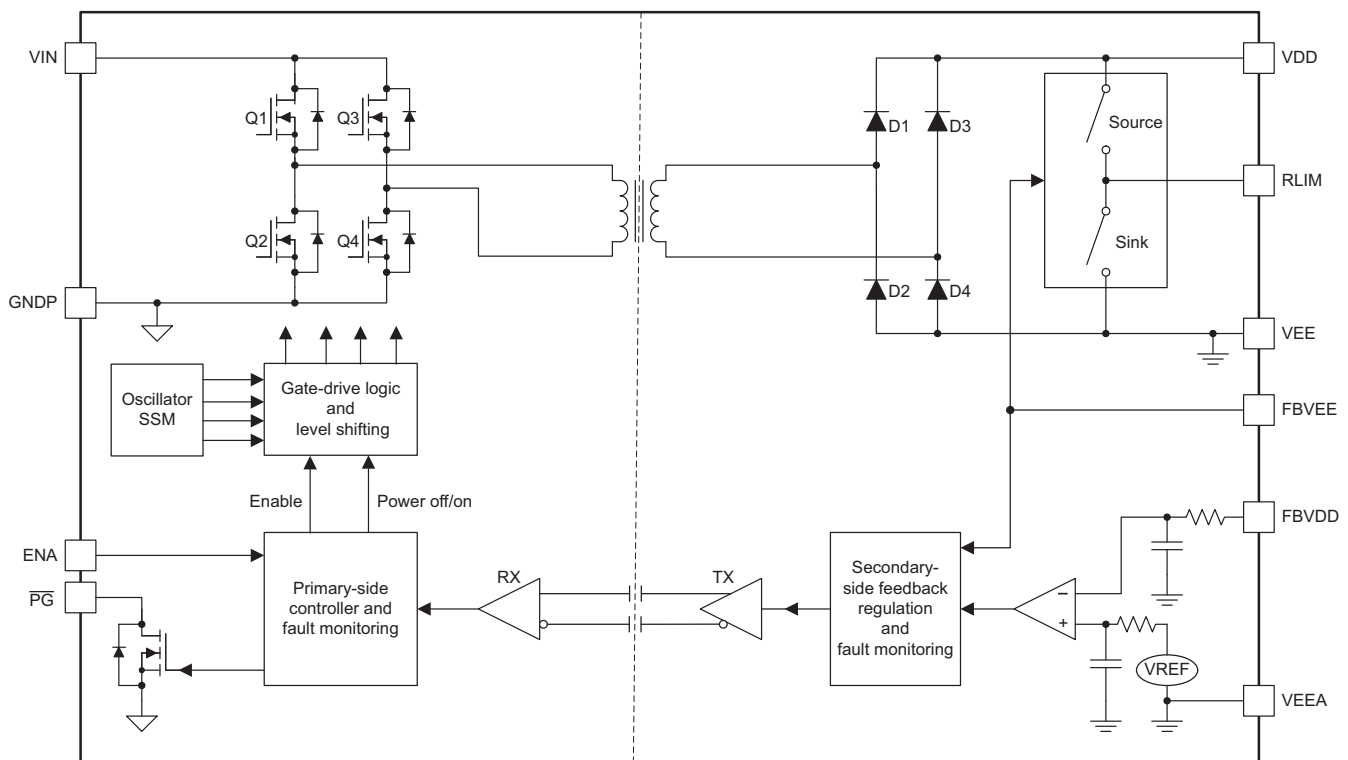 VIN
VDD
Q1
Q3
D1
D3
Source
RLIM
Q2
Q4
Sink
GNDP
D2
D4
VEE
Oscillator
SSM
Gate-drive logic
and
level shifting
FBVEE
Enable
Power off/on
FBVDD
ENA
PG
Primary-side
controller and
fault monitoring
RX
TX
Secondary-
side feedback
regulation
and
fault monitoring
–
+
VREF
VEEA